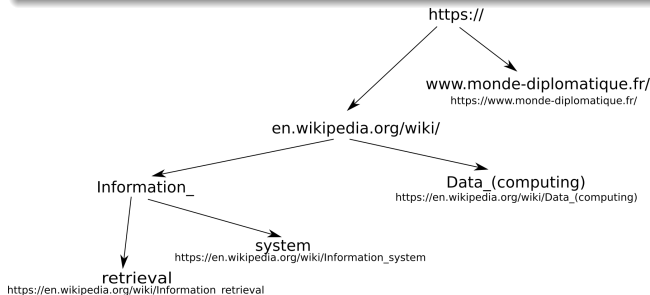 https://
www.monde-diplomatique.fr/
https://www.monde-diplomatique.fr/
en.wikipedia.org/wiki/
Information_
Data_(computing)
https://en.wikipedia.org/wiki/Data_(computing)
system
https://en.wikipedia.org/wiki/Information_system
retrieval
https://en.wikipedia.org/wiki/Information_retrieval